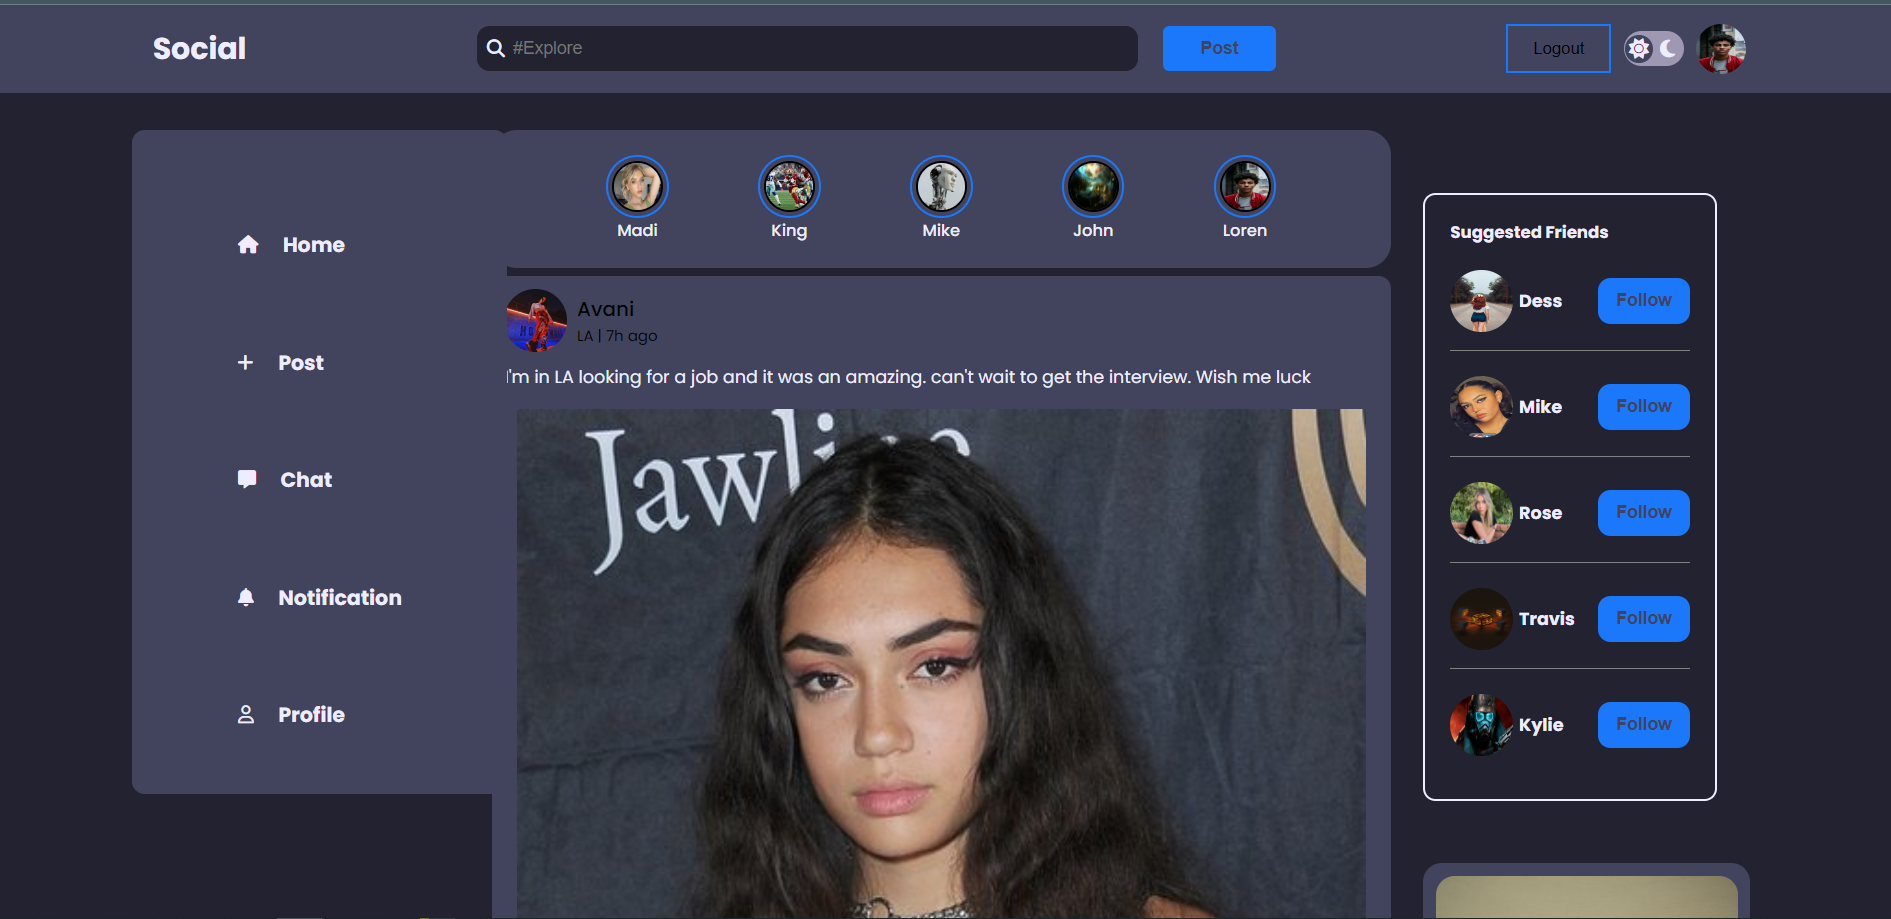 Social
#Explore
Post
Logout
Home
Post
Chat
Notification
Profile
Madi
King
Mike
John
Loren
Avani
LA | 7h ago
I'm in LA looking for a job and it was an amazing. can't wait to get the interview. Wish me luck
Jawline
Suggested Friends
Dess
Follow
Mike
Follow
Rose
Follow
Travis
Follow
Kylie
Follow